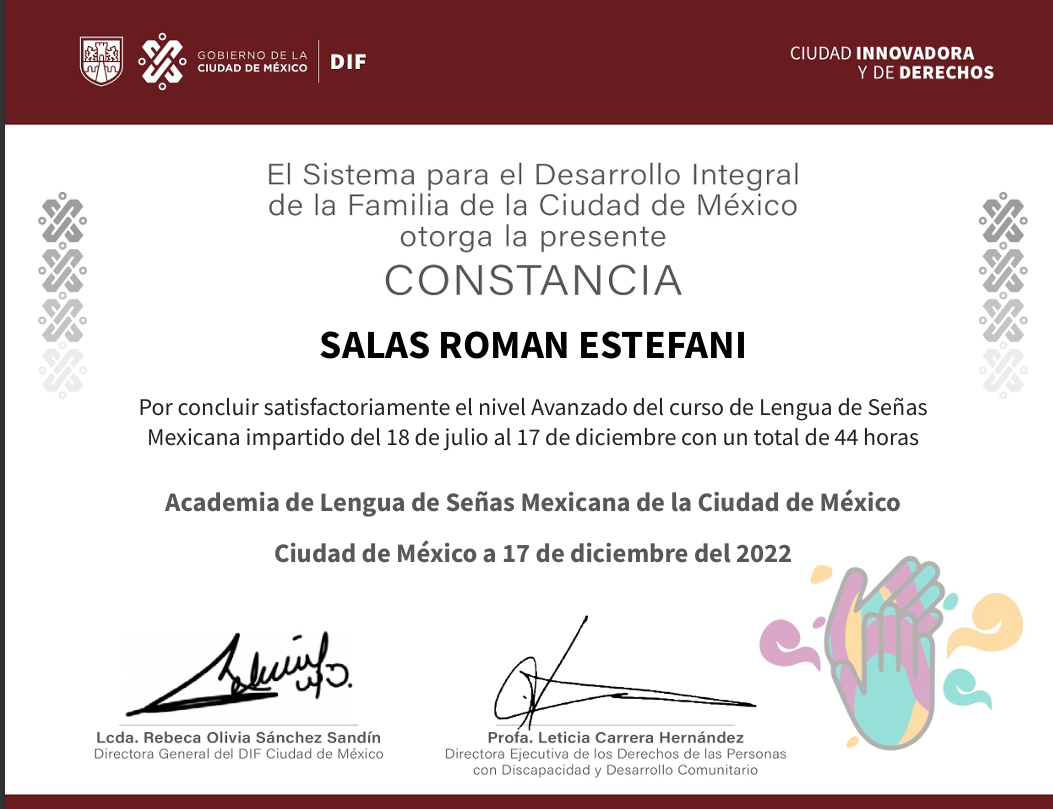 GOBIERNO DE LA
CIUDAD DE MÉXICO
DIF
CIUDAD INNOVADORA
Y DE DERECHOS
El Sistema para el Desarrollo Integral
de la Familia de la Ciudad de México
otorga la presente
CONSTANCIA
SALAS ROMAN ESTEFANI
Por concluir satisfactoriamente el nivel Avanzado del curso de Lengua de Señas
Mexicana impartido del 18 de julio al 17 de diciembre con un total de 44 horas
Academia de Lengua de Señas Mexicana de la Ciudad de México
Ciudad de México a 17 de diciembre del 2022
Lcda. Rebeca Olivia Sánchez Sandín
Directora General del DIF Ciudad de México
Profa. Leticia Carrera Hernández
Directora Ejecutiva de los Derechos de las Personas
con Discapacidad y Desarrollo Comunitario